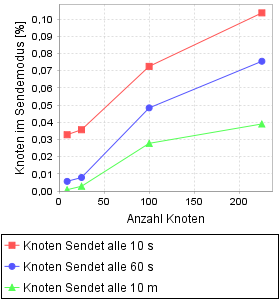 0,10
0,09
0,08
0,07
0,06
0,05
0,04
0,03
0,02
0,01
0,00
Knoten im Sendemodus [%]
0 50 100 150 200
Anzahl Knoten
Knoten Sendet alle 10 s
Knoten Sendet alle 60 s
Knoten Sendet alle 10 m